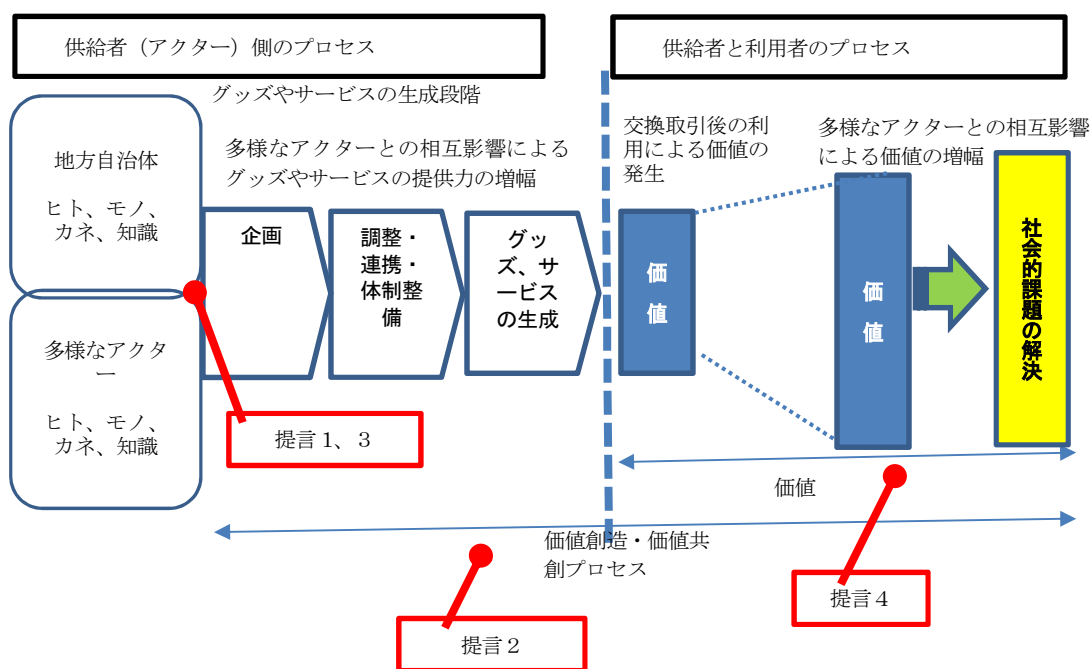 供給者（アクター）側のプロセス
供給者と利用者のプロセス
グッズやサービスの生成段階
地方自治体
ヒト、モノ、
カネ、知識
多様なアクターとの相互影響による
グッズやサービスの提供力の増幅
交換取引後の利
用による価値の
発生
多様なアクターとの相互影響
による価値の増幅
企画
調整・
連携・
体制整
備
グッ
ズ、サ
ービス
の生成
価
値
価
値
社会的課題の解決
多様なアクタ
ー
ヒト、モノ、
カネ、知識
提言１、３
価値
価値創造・価値共
創プロセス
提言４
提言２